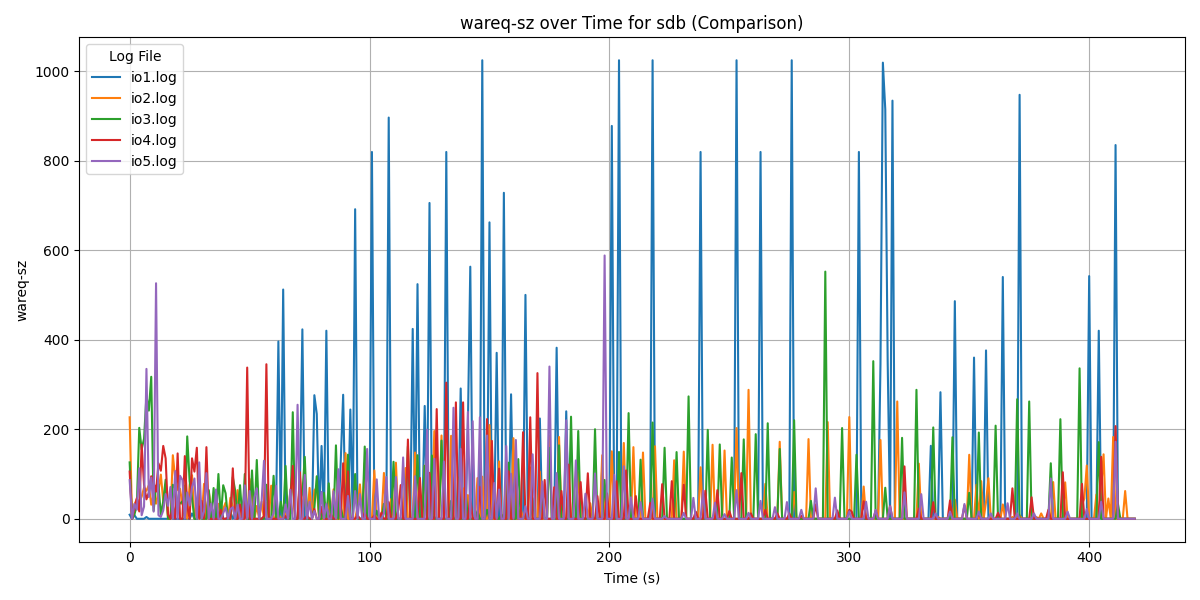 wareq-sz over Time for sdb (Comparison)
Log File
io1.log
io2.log
io3.log
io4.log
io5.log
1000
800
600
400
200
0
wareq-sz
0 100 200 300 400
Time (s)